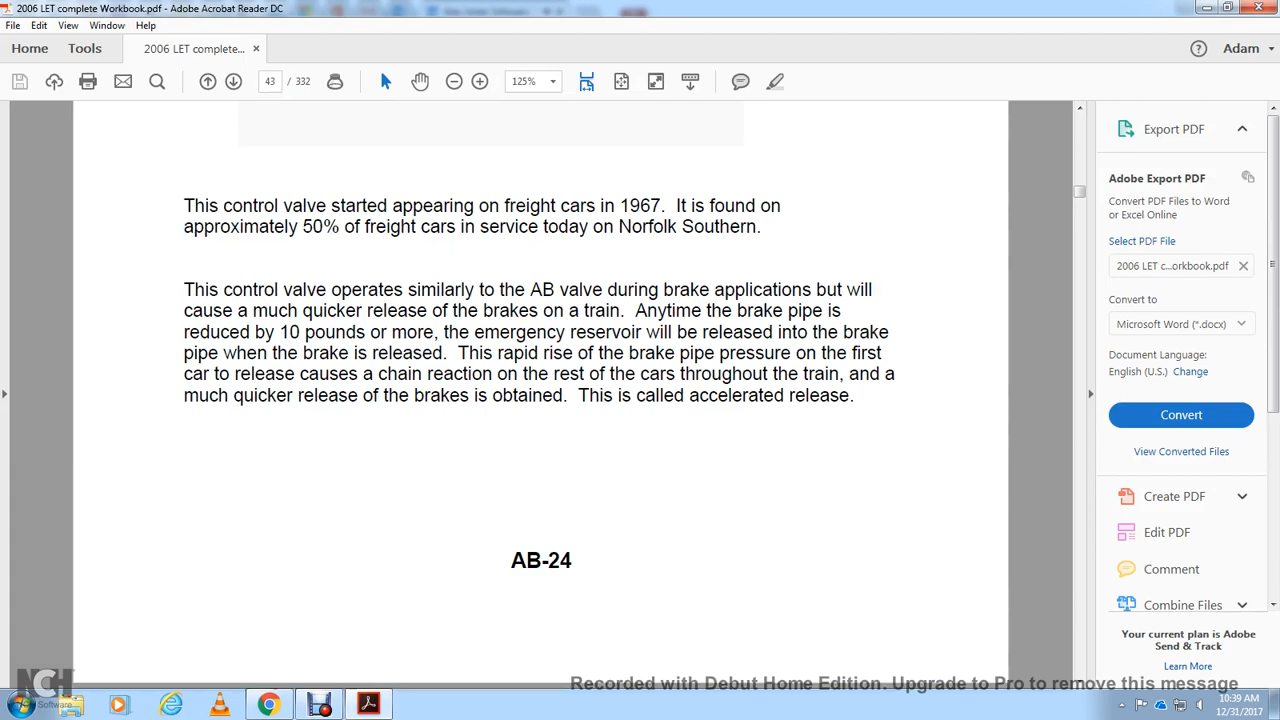 2006 LET complete Workbook.pdf - Adobe Acrobat Reader DC
File Edit View Window Help
Home Tools 2006 LET complete... × Adam
43 / 332 125%
Export PDF
Adobe Export PDF
Convert PDF Files to Word
or Excel Online
Select PDF File
2006 LET c...orkbook.pdf
Convert to
Microsoft Word (*.docx)
Document Language:
English (U.S.) Change
Convert
View Converted Files
Create PDF
Edit PDF
Comment
Combine Files
Your current plan is Adobe
Send & Track
Learn More
This control valve started appearing on freight cars in 1967. It is found on
approximately 50% of freight cars in service today on Norfolk Southern.
This control valve operates similarly to the AB valve during brake applications but will
cause a much quicker release of the brakes on a train. Anytime the brake pipe is
reduced by 10 pounds or more, the emergency reservoir will be released into the brake
pipe when the brake is released. This rapid rise of the brake pipe pressure on the first
car to release causes a chain reaction on the rest of the cars throughout the train, and a
much quicker release of the brakes is obtained. This is called accelerated release.
AB-24
NCH
Software
Recorded with Debut Home Edition. Upgrade to Pro to remove this message
10:39 AM
12/31/2017